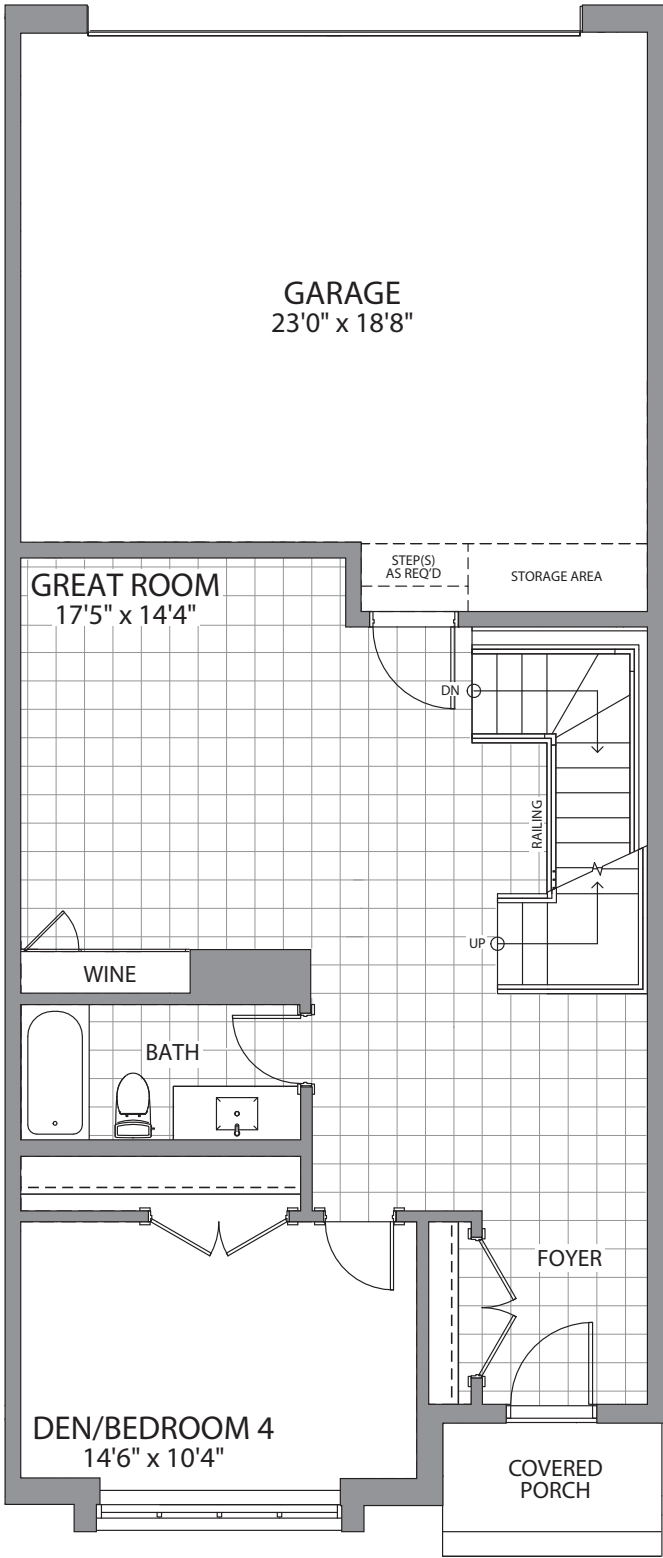 GARAGE
23'0" x 18'8"
STEP(S)
AS REQ'D
STORAGE AREA
GREAT ROOM
17'5" x 14'4"
DN
RAILING
UP
WINE
BATH
FOYER
DEN/BEDROOM 4
14'6" x 10'4"
COVERED
PORCH